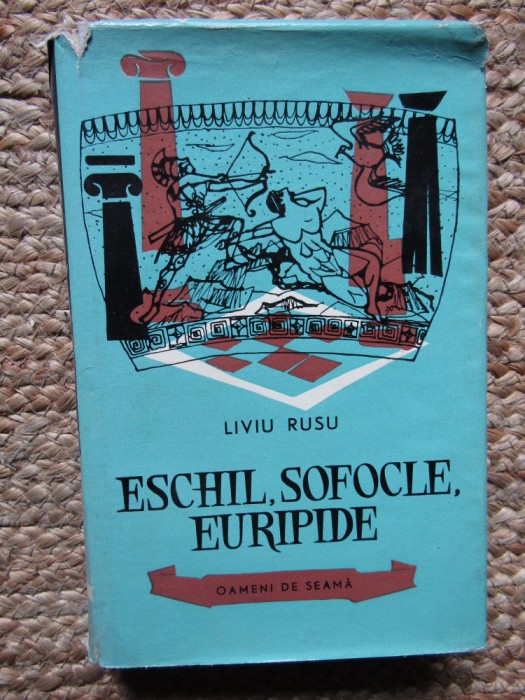 LIVIU RUSU
ESCHIL, SOFOCLE,
EURIPIDE
OAMENI DE SEAMĂ